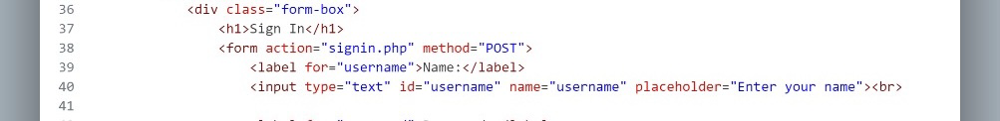 36 <div class="form-box">
37 <h1>Sign In</h1>
38 <form action="signin.php" method="POST">
39 <label for="username">Name:</label>
40 <input type="text" id="username" name="username" placeholder="Enter your name"><br>
41